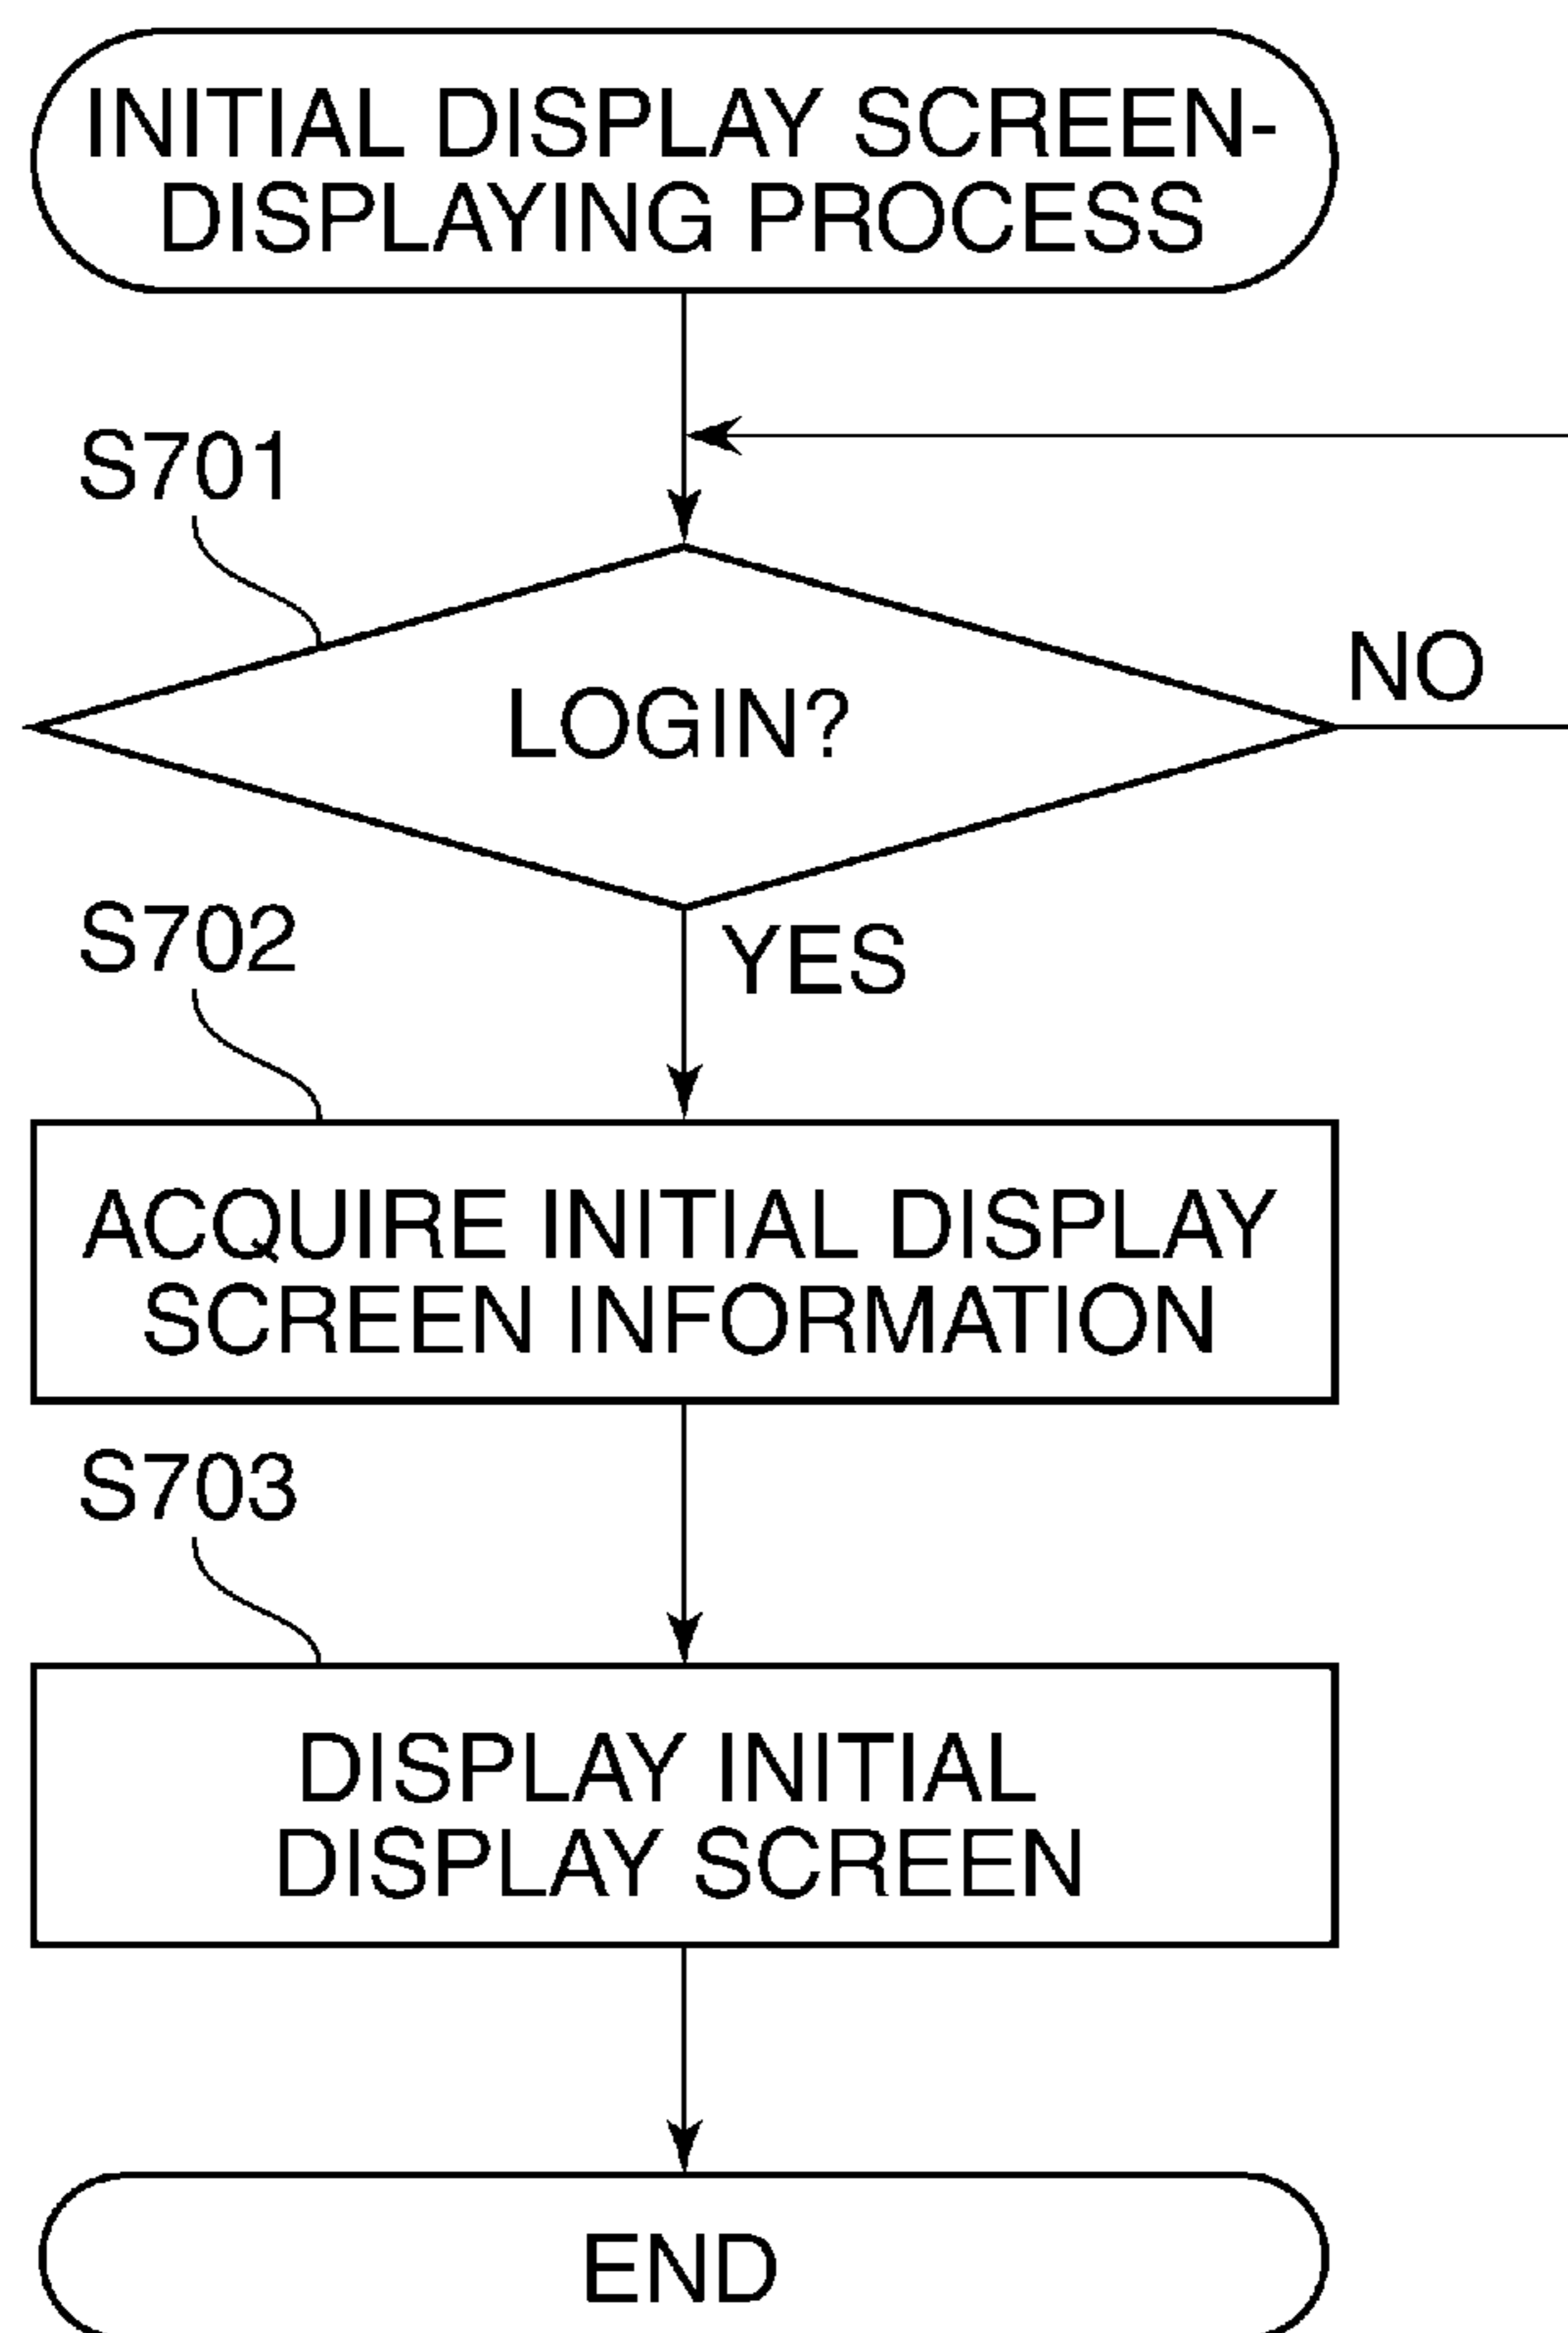 INITIAL DISPLAY SCREEN-
DISPLAYING PROCESS
S701
LOGIN?
NO
S702
YES
ACQUIRE INITIAL DISPLAY
SCREEN INFORMATION
S703
DISPLAY INITIAL
DISPLAY SCREEN
END